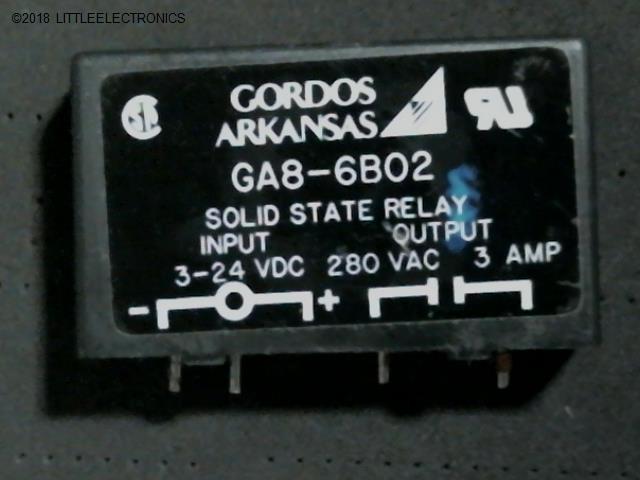 ©2018 LITTLEELECTRONICS
GORDOS
ARKANSAS
GA8-6B02
SOLID STATE RELAY
INPUT OUTPUT
3-24 VDC 280 VAC 3 AMP
- +